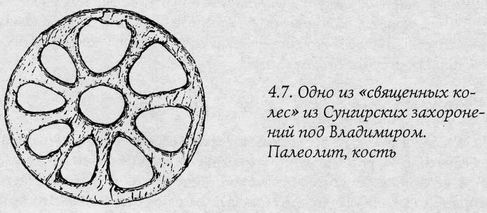 4.7. Одно из «священных ко-
лес» из Сунгирских захороне-
ний под Владимиром.
Палеолит, кость